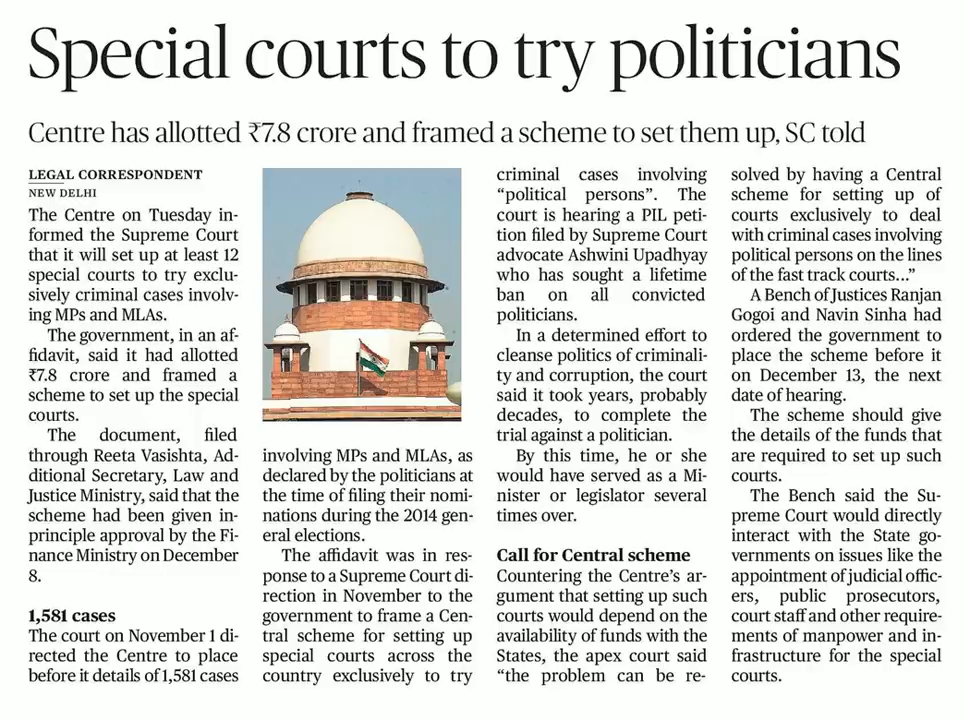 Special courts to try politicians
Centre has allotted ₹7.8 crore and framed a scheme to set them up, SC told
LEGAL CORRESPONDENT
NEW DELHI
The Centre on Tuesday in-
formed the Supreme Court
that it will set up at least 12
special courts to try exclu-
sively criminal cases involv-
ing MPs and MLAs.
The government, in an af-
fidavit, said it had allotted
₹7.8 crore and framed a
scheme to set up the special
courts.
The document, filed
through Reeta Vasishta, Ad-
ditional Secretary, Law and
Justice Ministry, said that the
scheme had been given in-
principle approval by the Fi-
nance Ministry on December
8.
1,581 cases
The court on November 1 di-
rected the Centre to place
before it details of 1,581 cases
involving MPs and MLAs, as
declared by the politicians at
the time of filing their nomi-
nations during the 2014 gen-
eral elections.
The affidavit was in res-
ponse to a Supreme Court di-
rection in November to the
government to frame a Cen-
tral scheme for setting up
special courts across the
country exclusively to try
criminal cases involving
“political persons”. The
court is hearing a PIL peti-
tion filed by Supreme Court
advocate Ashwini Upadhyay
who has sought a lifetime
ban on all convicted
politicians.
In a determined effort to
cleanse politics of criminali-
ty and corruption, the court
said it took years, probably
decades, to complete the
trial against a politician.
By this time, he or she
would have served as a Mi-
nister or legislator several
times over.
Call for Central scheme
Countering the Centre’s ar-
gument that setting up such
courts would depend on the
availability of funds with the
States, the apex court said
“the problem can be re-
solved by having a Central
scheme for setting up of
courts exclusively to deal
with criminal cases involving
political persons on the lines
of the fast track courts...”
A Bench of Justices Ranjan
Gogoi and Navin Sinha had
ordered the government to
place the scheme before it
on December 13, the next
date of hearing.
The scheme should give
the details of the funds that
are required to set up such
courts.
The Bench said the Su-
preme Court would directly
interact with the State go-
vernments on issues like the
appointment of judicial offic-
ers, public prosecutors,
court staff and other require-
ments of manpower and in-
frastructure for the special
courts.